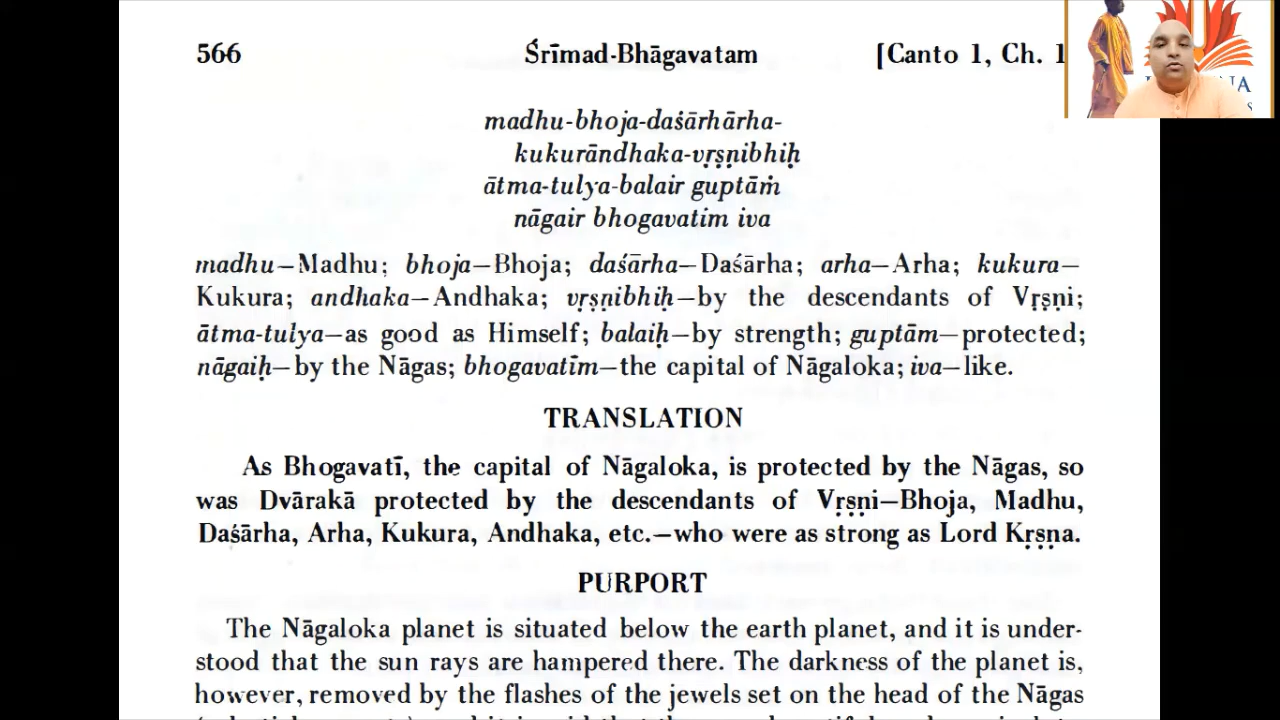 566
Śrīmad-Bhāgavatam
[Canto 1, Ch. 1
NA
S
madhu-bhoja-daśārhārha-
kukurāndhaka-vṛṣṇibhiḥ
ātma-tulya-balair guptāṁ
nāgair bhogavatim iva
madhu—Madhu; bhoja—Bhoja; daśārha—Daśārha; arha—Arha; kukura—
Kukura; andhaka—Andhaka; vṛṣṇibhiḥ—by the descendants of Vṛṣṇi;
ātma-tulya—as good as Himself; balaiḥ—by strength; guptām—protected;
nāgaiḥ—by the Nāgas; bhogavatīm—the capital of Nāgaloka; iva—like.
TRANSLATION
As Bhogavatī, the capital of Nāgaloka, is protected by the Nāgas, so
was Dvārakā protected by the descendants of Vṛṣṇi—Bhoja, Madhu,
Daśārha, Arha, Kukura, Andhaka, etc.—who were as strong as Lord Kṛṣṇa.
PURPORT
The Nāgaloka planet is situated below the earth planet, and it is under-
stood that the sun rays are hampered there. The darkness of the planet is,
however, removed by the flashes of the jewels set on the head of the Nāgas